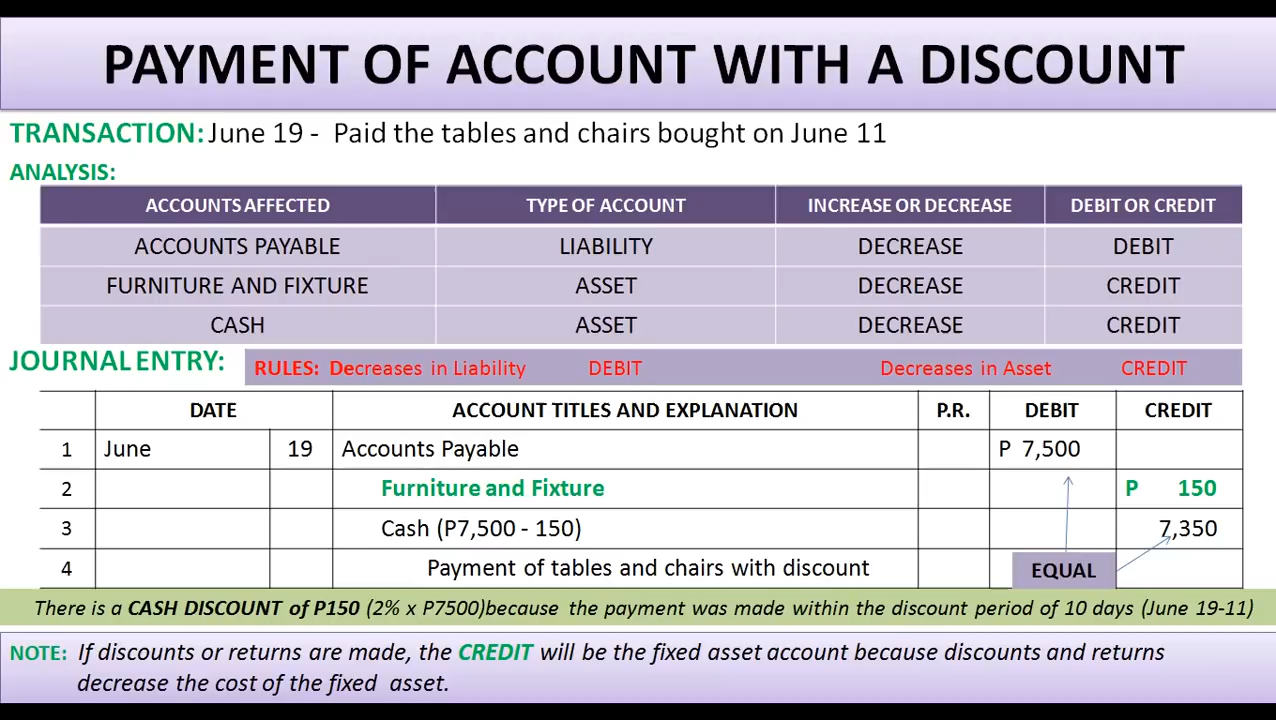 PAYMENT OF ACCOUNT WITH A DISCOUNT
TRANSACTION: June 19 - Paid the tables and chairs bought on June 11
ANALYSIS:
ACCOUNTS AFFECTED TYPE OF ACCOUNT INCREASE OR DECREASE DEBIT OR CREDIT
ACCOUNTS PAYABLE LIABILITY DECREASE DEBIT
FURNITURE AND FIXTURE ASSET DECREASE CREDIT
CASH ASSET DECREASE CREDIT
JOURNAL ENTRY: RULES: Decreases in Liability DEBIT Decreases in Asset CREDIT
DATE ACCOUNT TITLES AND EXPLANATION P.R. DEBIT CREDIT
1 June 19 Accounts Payable P 7,500
2 Furniture and Fixture P 150
3 Cash (P7,500 - 150) 7,350
4 Payment of tables and chairs with discount EQUAL
There is a CASH DISCOUNT of P150 (2% x P7500)because the payment was made within the discount period of 10 days (June 19-11)
NOTE: If discounts or returns are made, the CREDIT will be the fixed asset account because discounts and returns
decrease the cost of the fixed asset.